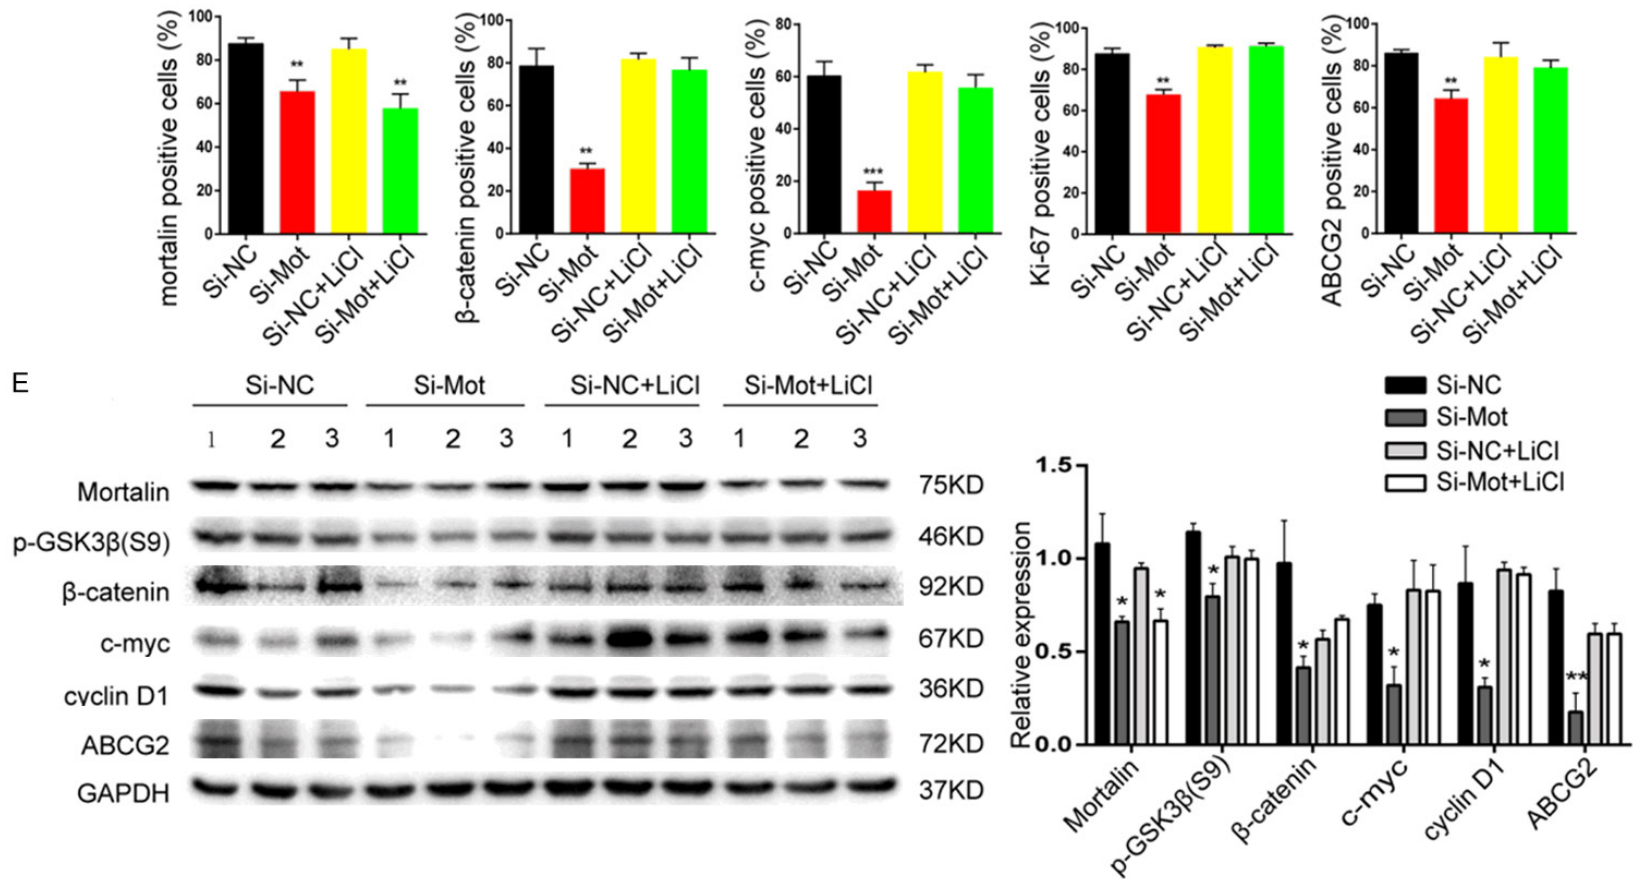 mortalin positive cells (%)
100
80
60
40
20
0
**
**
Si-NC
Si-Mot
Si-NC+LiCl
Si-Mot+LiCl
β-catenin positive cells (%)
100
80
60
40
20
0
**
Si-NC
Si-Mot
Si-NC+LiCl
Si-Mot+LiCl
c-myc positive cells (%)
80
60
40
20
0
***
Si-NC
Si-Mot
Si-NC+LiCl
Si-Mot+LiCl
Ki-67 positive cells (%)
100
80
60
40
20
0
**
Si-NC
Si-Mot
Si-NC+LiCl
Si-Mot+LiCl
ABCG2 positive cells (%)
100
80
60
40
20
0
**
Si-NC
Si-Mot
Si-NC+LiCl
Si-Mot+LiCl
E
Si-NC Si-Mot Si-NC+LiCl Si-Mot+LiCl
1 2 3 1 2 3 1 2 3 1 2 3
Mortalin 75KD
p-GSK3β(S9) 46KD
β-catenin 92KD
c-myc 67KD
cyclin D1 36KD
ABCG2 72KD
GAPDH 37KD
Si-NC
Si-Mot
Si-NC+LiCl
Si-Mot+LiCl
Relative expression
1.5
1.0
0.5
0.0
* * * * * * **
Mortalin
p-GSK3β(S9)
β-catenin
c-myc
cyclin D1
ABCG2